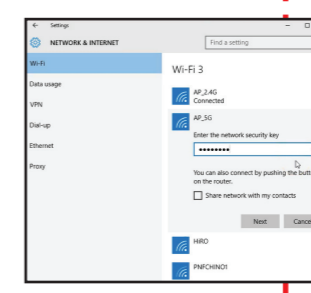 Settings
NETWORK & INTERNET
Find a setting
Wi-Fi
Data usage
VPN
Dial-up
Ethernet
Proxy
Wi-Fi 3
AP_2.4G
Connected
AP_5G
Enter the network security key
••••••••
You can also connect by pushing the butt
on the router.
Share network with my contacts
Next
Cance
HIRO
PNFCHINO1